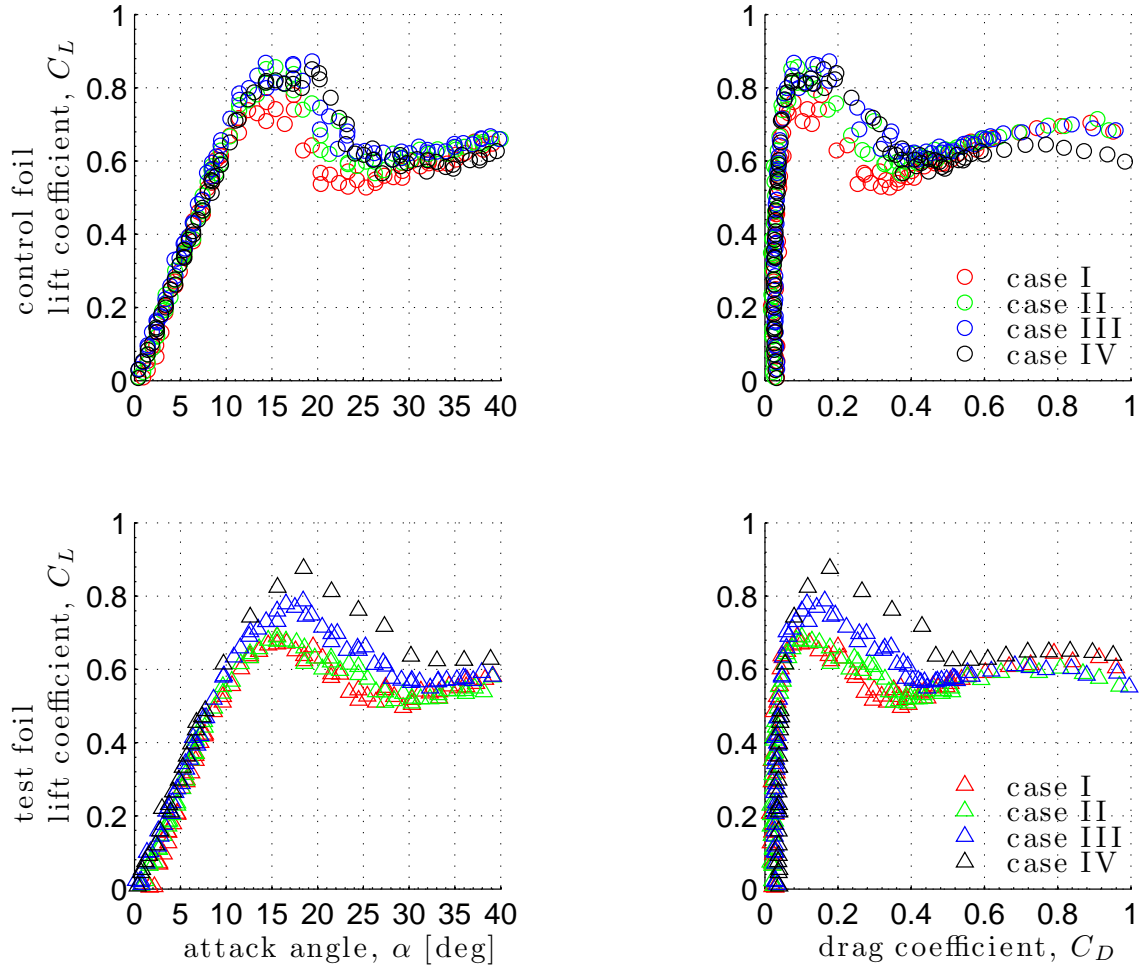 1
0.8
0.6
0.4
0.2
0
control foil
lift coefficient, C_L
0 5 10 15 20 25 30 35 40
1
0.8
0.6
0.4
0.2
0
case I
case II
case III
case IV
0 0.2 0.4 0.6 0.8 1
1
0.8
0.6
0.4
0.2
0
test foil
lift coefficient, C_L
0 5 10 15 20 25 30 35 40
attack angle, α [deg]
1
0.8
0.6
0.4
0.2
0
case I
case II
case III
case IV
0 0.2 0.4 0.6 0.8 1
drag coefficient, C_D